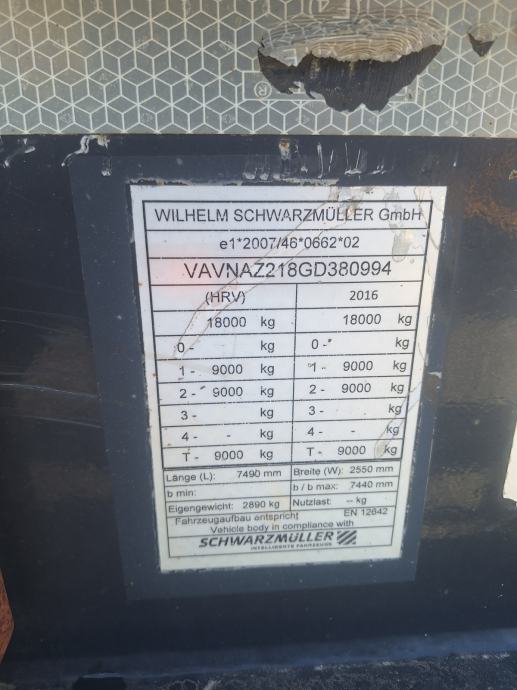 ®
WILHELM SCHWARZMÜLLER GmbH
e1*2007/46*0662*02
VAVNAZ218GD380994
(HRV) 2016
18000 kg 18000 kg
0 - kg 0 - kg
1 - 9000 kg 1 - 9000 kg
2 - 9000 kg 2 - 9000 kg
3 - kg 3 - kg
4 - - kg 4 - - kg
T - 9000 kg T - 9000 kg
Länge (L): 7490 mm Breite (W): 2550 mm
b min: b / b max: 7440 mm
Eigengewicht: 2890 kg Nutzlast: -- kg
Fahrzeugaufbau entspricht EN 12642
Vehicle body in compliance with
SCHWARZMÜLLER
INTELLIGENTE FAHRZEUGE